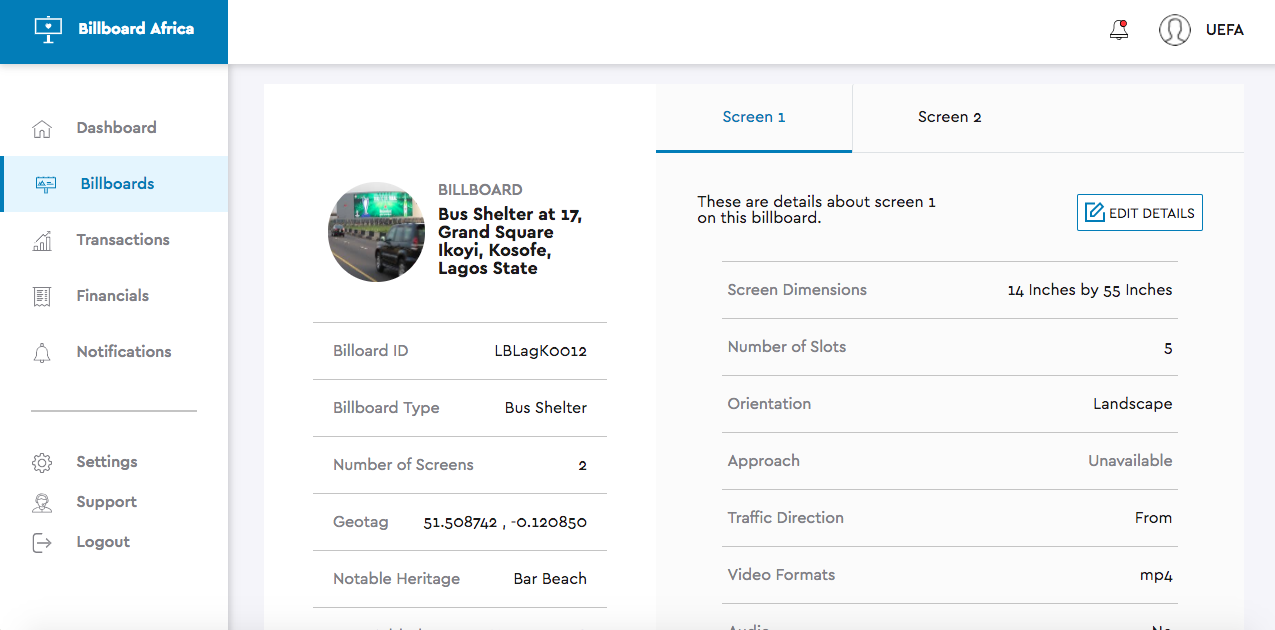 Billboard Africa
UEFA
Dashboard
Billboards
Transactions
Financials
Notifications
Settings
Support
Logout
BILLBOARD
Bus Shelter at 17,
Grand Square
Ikoyi, Kosofe,
Lagos State
Billoard ID LBLagK0012
Billboard Type Bus Shelter
Number of Screens 2
Geotag 51.508742 , -0.120850
Notable Heritage Bar Beach
Screen 1 Screen 2
These are details about screen 1
on this billboard.
EDIT DETAILS
Screen Dimensions 14 Inches by 55 Inches
Number of Slots 5
Orientation Landscape
Approach Unavailable
Traffic Direction From
Video Formats mp4
Audio No